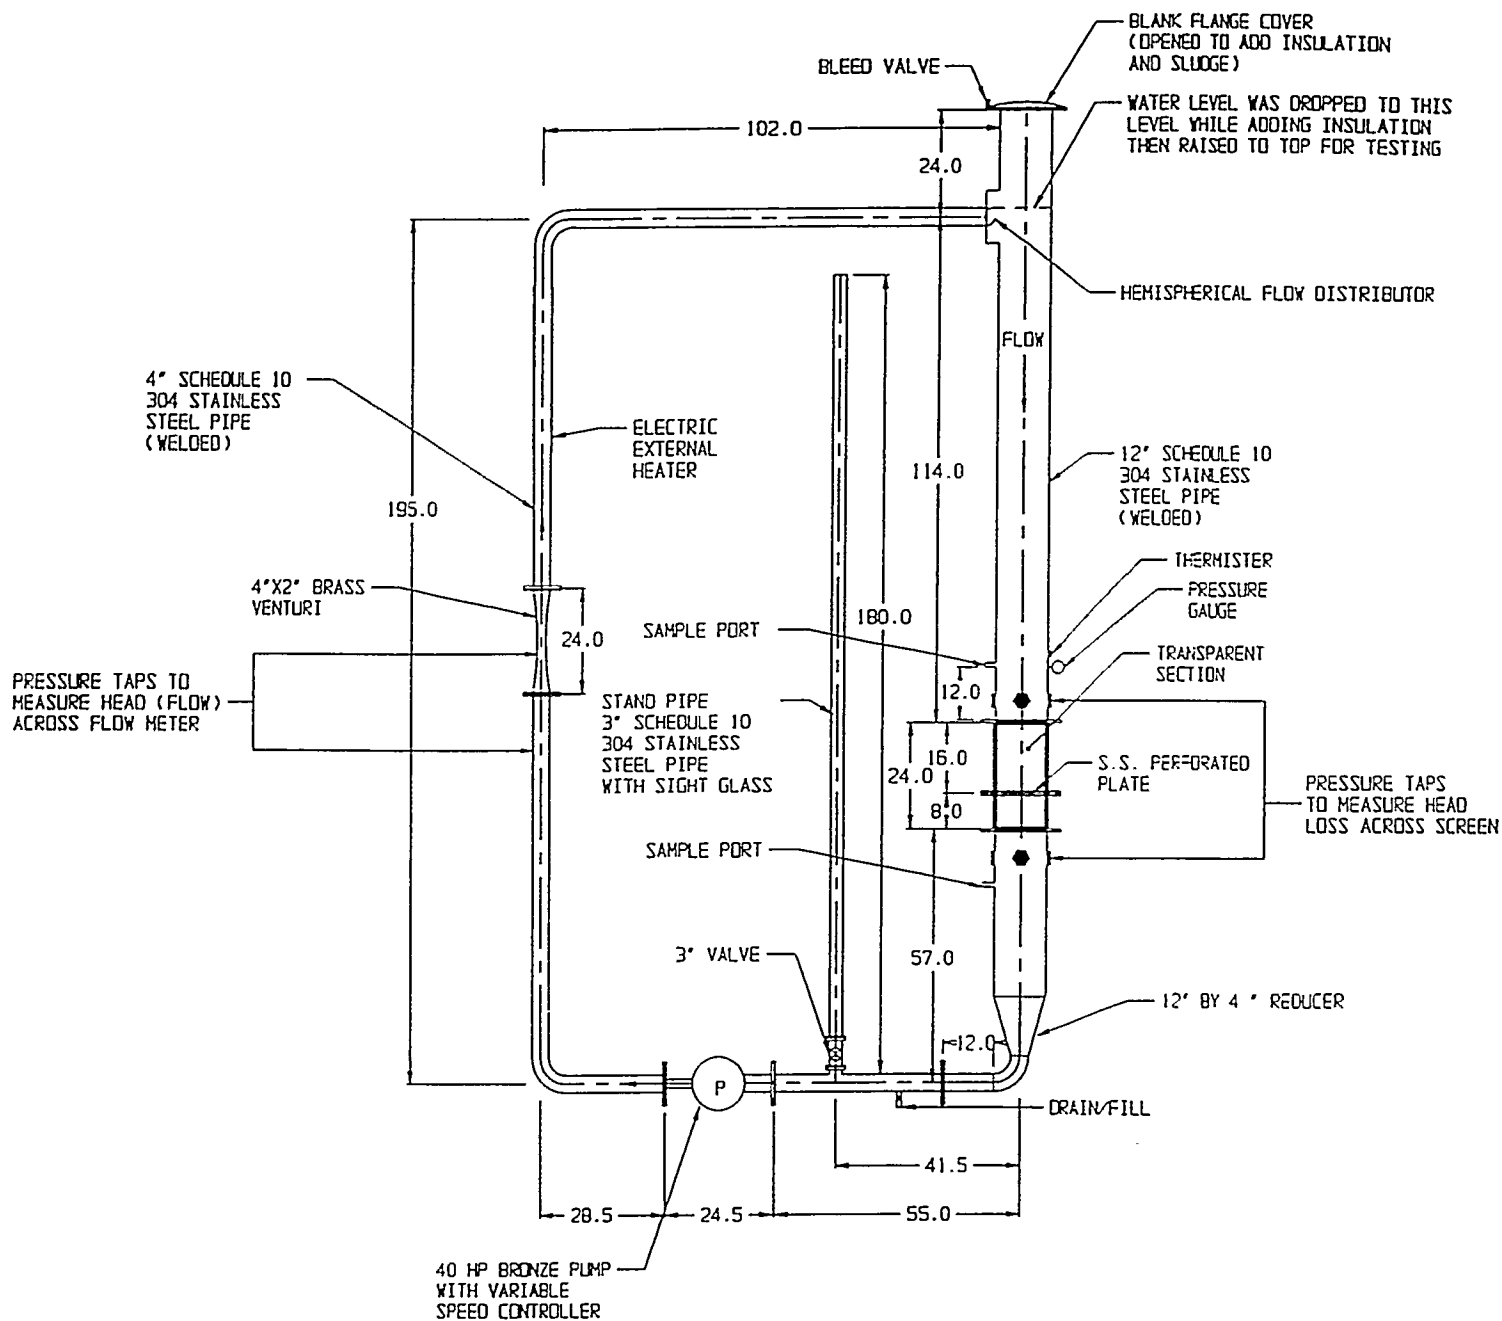 BLANK FLANGE COVER
(OPENED TO ADD INSULATION
AND SLUDGE)
BLEED VALVE
WATER LEVEL WAS DROPPED TO THIS
LEVEL WHILE ADDING INSULATION
THEN RAISED TO TOP FOR TESTING
102.0
24.0
HEMISPHERICAL FLOW DISTRIBUTOR
FLOW
4" SCHEDULE 10
304 STAINLESS
STEEL PIPE
(WELDED)
ELECTRIC
EXTERNAL
HEATER
114.0
12" SCHEDULE 10
304 STAINLESS
STEEL PIPE
(WELDED)
195.0
THERMISTER
PRESSURE
GAUGE
4"X2" BRASS
VENTURI
24.0
180.0
SAMPLE PORT
TRANSPARENT
SECTION
PRESSURE TAPS TO
MEASURE HEAD (FLOW)
ACROSS FLOW METER
12.0
STAND PIPE
3" SCHEDULE 10
304 STAINLESS
STEEL PIPE
WITH SIGHT GLASS
16.0
24.0
8.0
S.S. PERFORATED
PLATE
PRESSURE TAPS
TO MEASURE HEAD
LOSS ACROSS SCREEN
SAMPLE PORT
3" VALVE
57.0
12" BY 4 " REDUCER
12.0
P
DRAIN/FILL
41.5
28.5
24.5
55.0
40 HP BRONZE PUMP
WITH VARIABLE
SPEED CONTROLLER